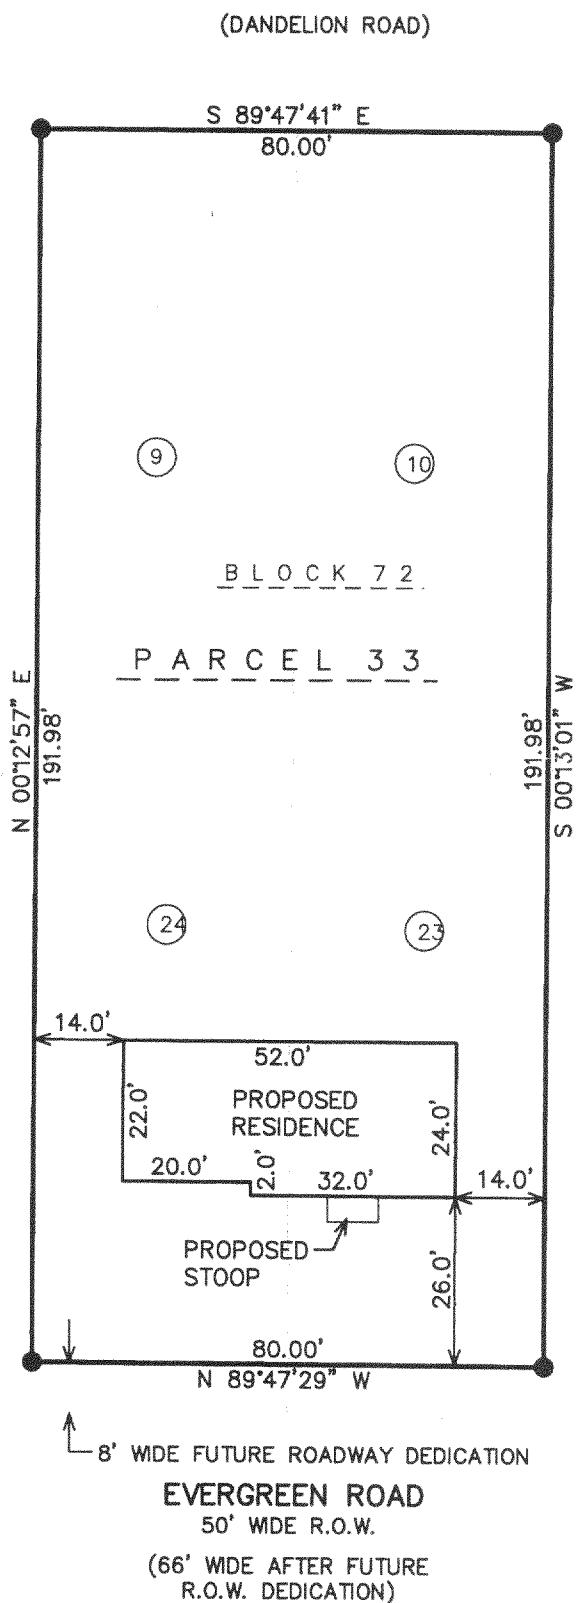 (DANDELION ROAD)
S 89°47'41" E
80.00'
9
10
BLOCK 72
PARCEL 33
N 00°12'57" E
191.98'
191.98'
S 00°13'01" W
24
23
14.0'
52.0'
22.0'
PROPOSED
RESIDENCE
24.0'
20.0'
2.0'
32.0'
14.0'
PROPOSED
STOOP
26.0'
80.00'
N 89°47'29" W
8' WIDE FUTURE ROADWAY DEDICATION
EVERGREEN ROAD
50' WIDE R.O.W.
(66' WIDE AFTER FUTURE
R.O.W. DEDICATION)